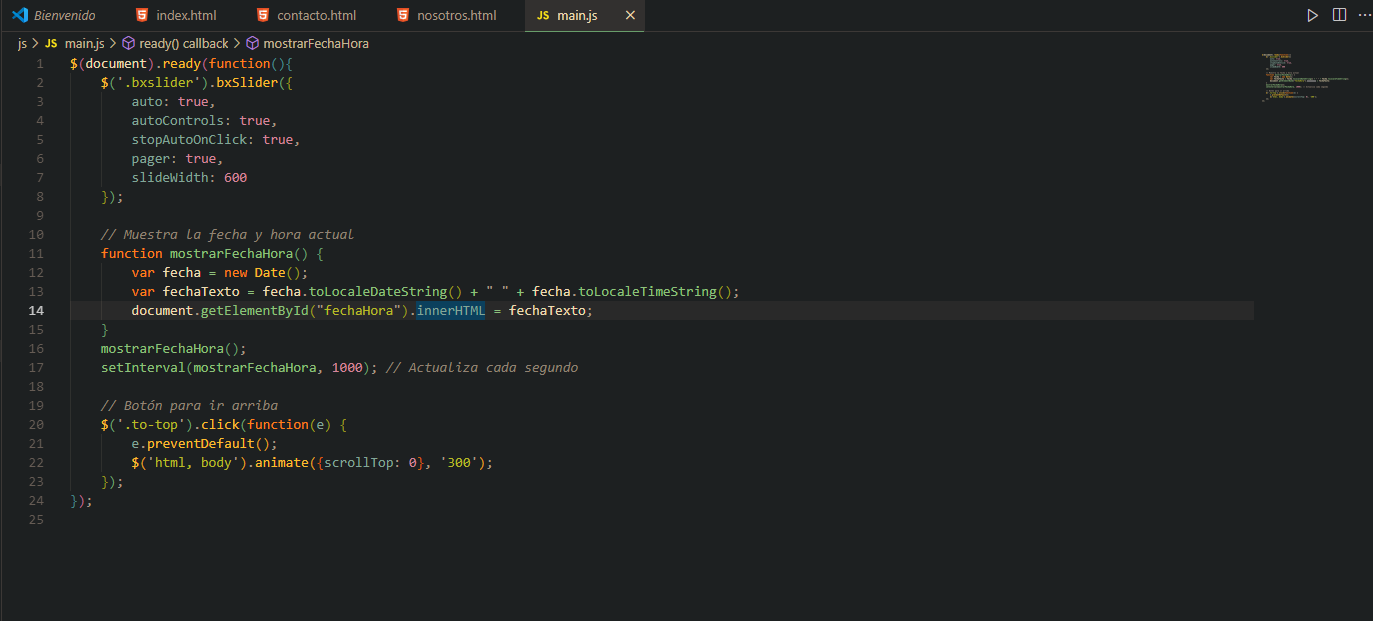 Bienvenido index.html contacto.html nosotros.html JS main.js
js > JS main.js > ready() callback > mostrarFechaHora
1 $(document).ready(function(){
2     $('.bxslider').bxSlider({
3         auto: true,
4         autoControls: true,
5         stopAutoOnClick: true,
6         pager: true,
7         slideWidth: 600
8     });
9
10     // Muestra la fecha y hora actual
11     function mostrarFechaHora() {
12         var fecha = new Date();
13         var fechaTexto = fecha.toLocaleDateString() + " " + fecha.toLocaleTimeString();
14         document.getElementById("fechaHora").innerHTML = fechaTexto;
15     }
16     mostrarFechaHora();
17     setInterval(mostrarFechaHora, 1000); // Actualiza cada segundo
18
19     // Botón para ir arriba
20     $('.to-top').click(function(e) {
21         e.preventDefault();
22         $('html, body').animate({scrollTop: 0}, '300');
23     });
24 });
25